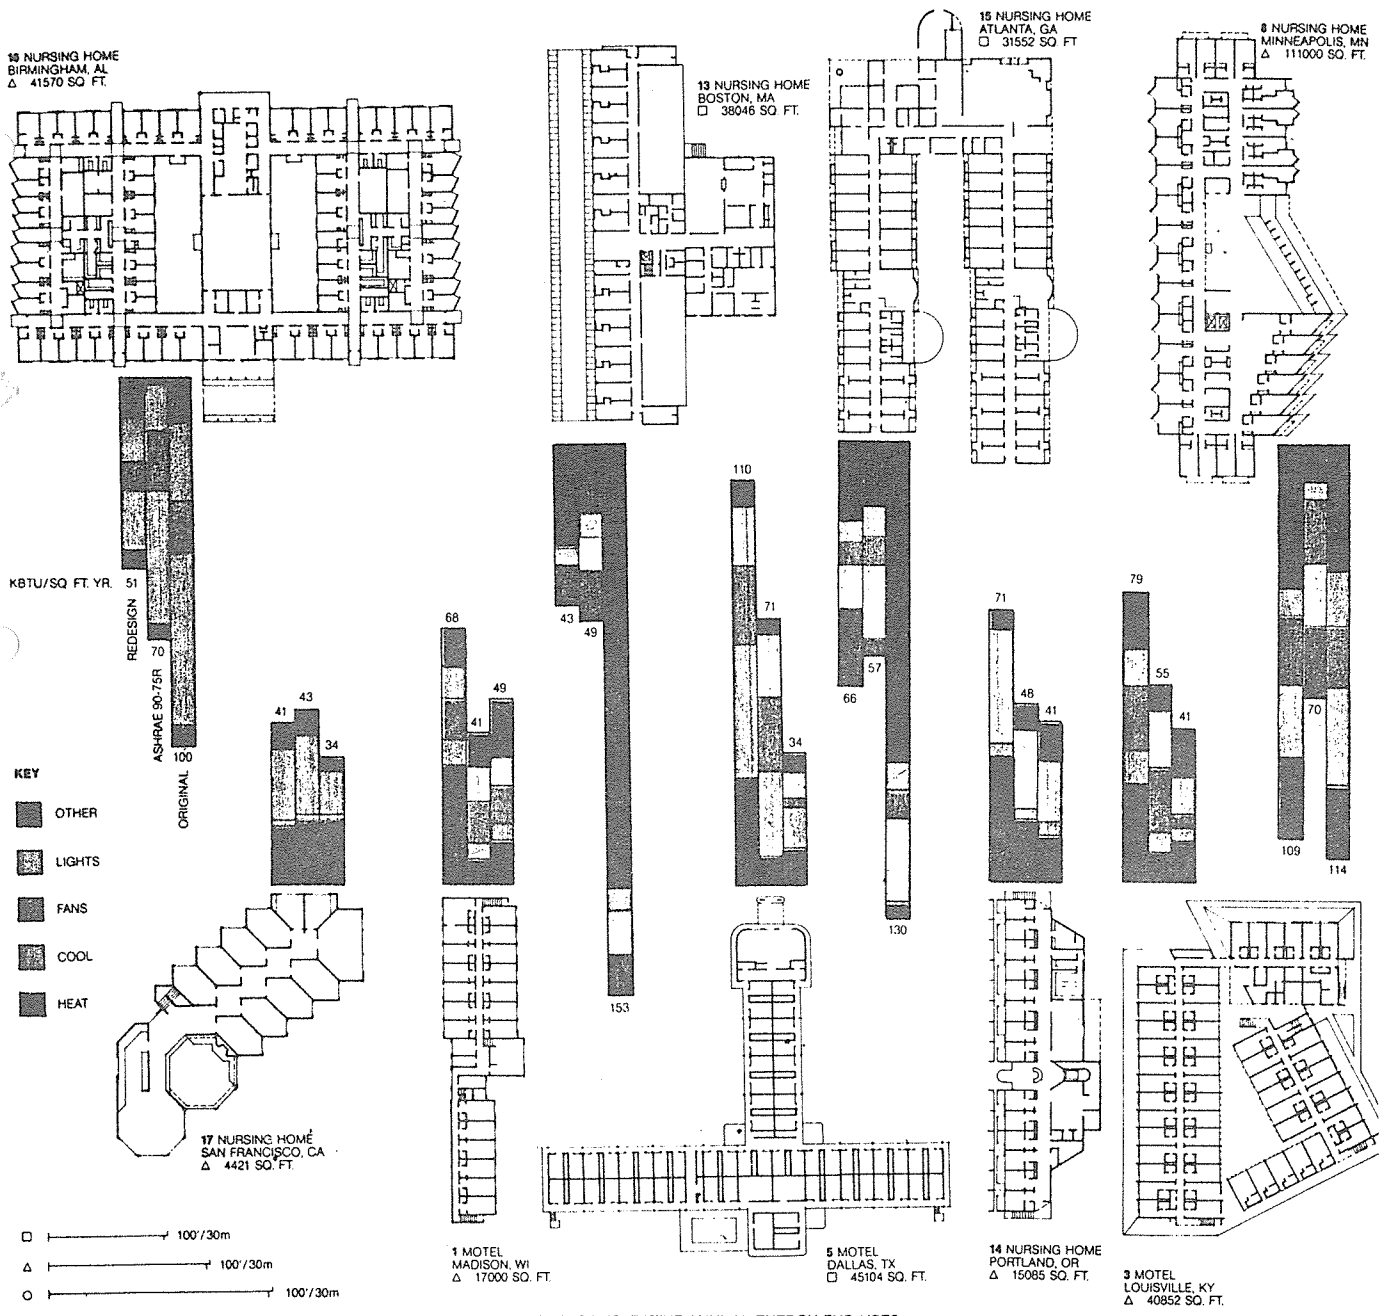 16 NURSING HOME
BIRMINGHAM, AL
△ 41570 SQ. FT.
13 NURSING HOME
BOSTON, MA
□ 38046 SQ. FT.
15 NURSING HOME
ATLANTA, GA
□ 31552 SQ. FT
8 NURSING HOME
MINNEAPOLIS, MN
△ 111000 SQ. FT.
KBTU/SQ FT. YR. 51
REDESIGN
70
ASHRAE 90-75R
100
ORIGINAL
41
43
34
68
41
49
43
49
153
110
71
34
66
57
130
71
48
41
79
55
41
109
70
114
KEY
OTHER
LIGHTS
FANS
COOL
HEAT
17 NURSING HOME
SAN FRANCISCO, CA
△ 4421 SQ. FT.
□ 100'/30m
△ 100'/30m
○ 100'/30m
1 MOTEL
MADISON, WI
△ 17000 SQ. FT.
5 MOTEL
DALLAS, TX
□ 45104 SQ. FT.
14 NURSING HOME
PORTLAND, OR
△ 15085 SQ. FT.
3 MOTEL
LOUISVILLE, KY
△ 40852 SQ. FT.